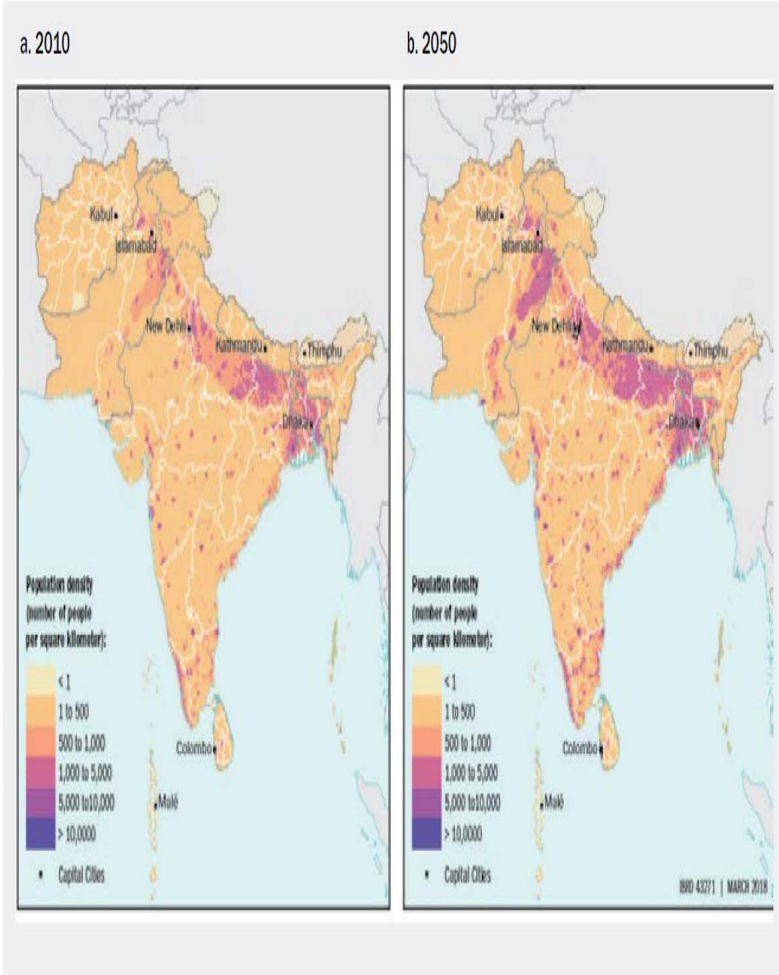 a. 2010
b. 2050
Kabul
Islamabad
New Dehli
Kathmandu
Thimphu
Dhaka
Colombo
Malé
Population density
(number of people
per square kilometer):
< 1
1 to 500
500 to 1,000
1,000 to 5,000
5,000 to10,000
> 10,0000
Capital Cities
Kabul
Islamabad
New Dehli
Kathmandu
Thimphu
Dhaka
Colombo
Malé
Population density
(number of people
per square kilometer):
< 1
1 to 500
500 to 1,000
1,000 to 5,000
5,000 to10,000
> 10,0000
Capital Cities
IBRD 43271 | MARCH 2018